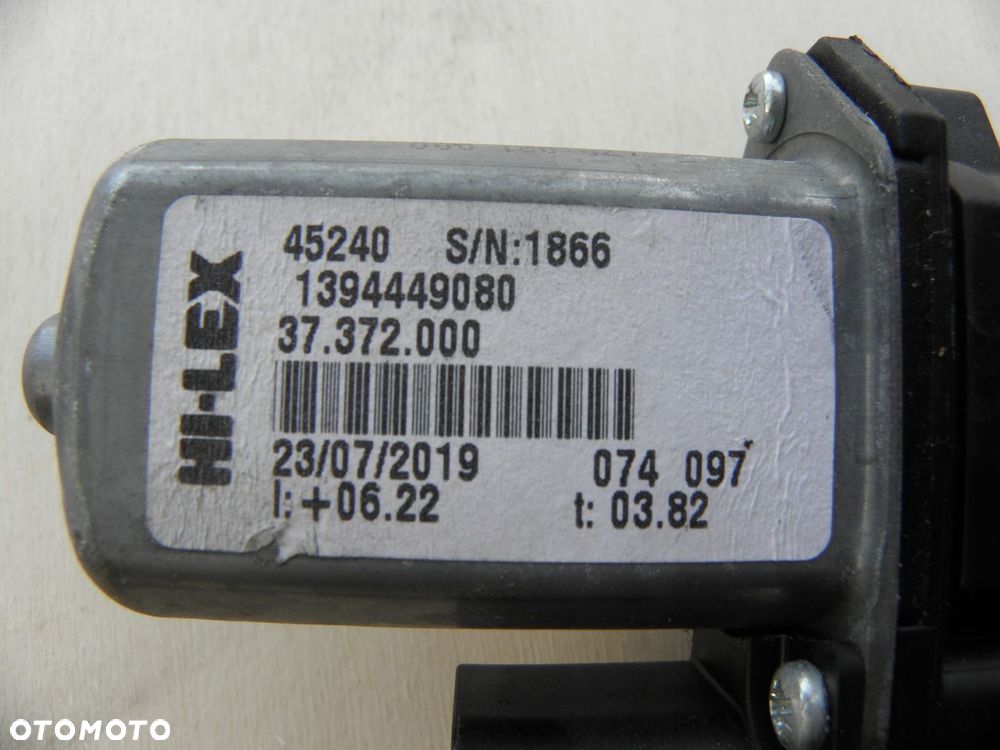 HI-LEX
45240 S/N:1866
1394449080
37.372.000
23/07/2019 074 097
I: +06.22 t: 03.82
OTOMOTO